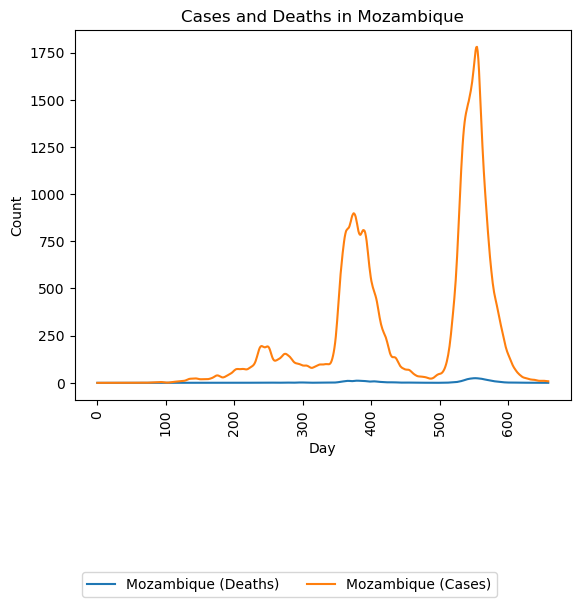 Cases and Deaths in Mozambique
1750
1500
1250
1000
750
500
250
0
Count
0 100 200 300 400 500 600
Day
Mozambique (Deaths) Mozambique (Cases)